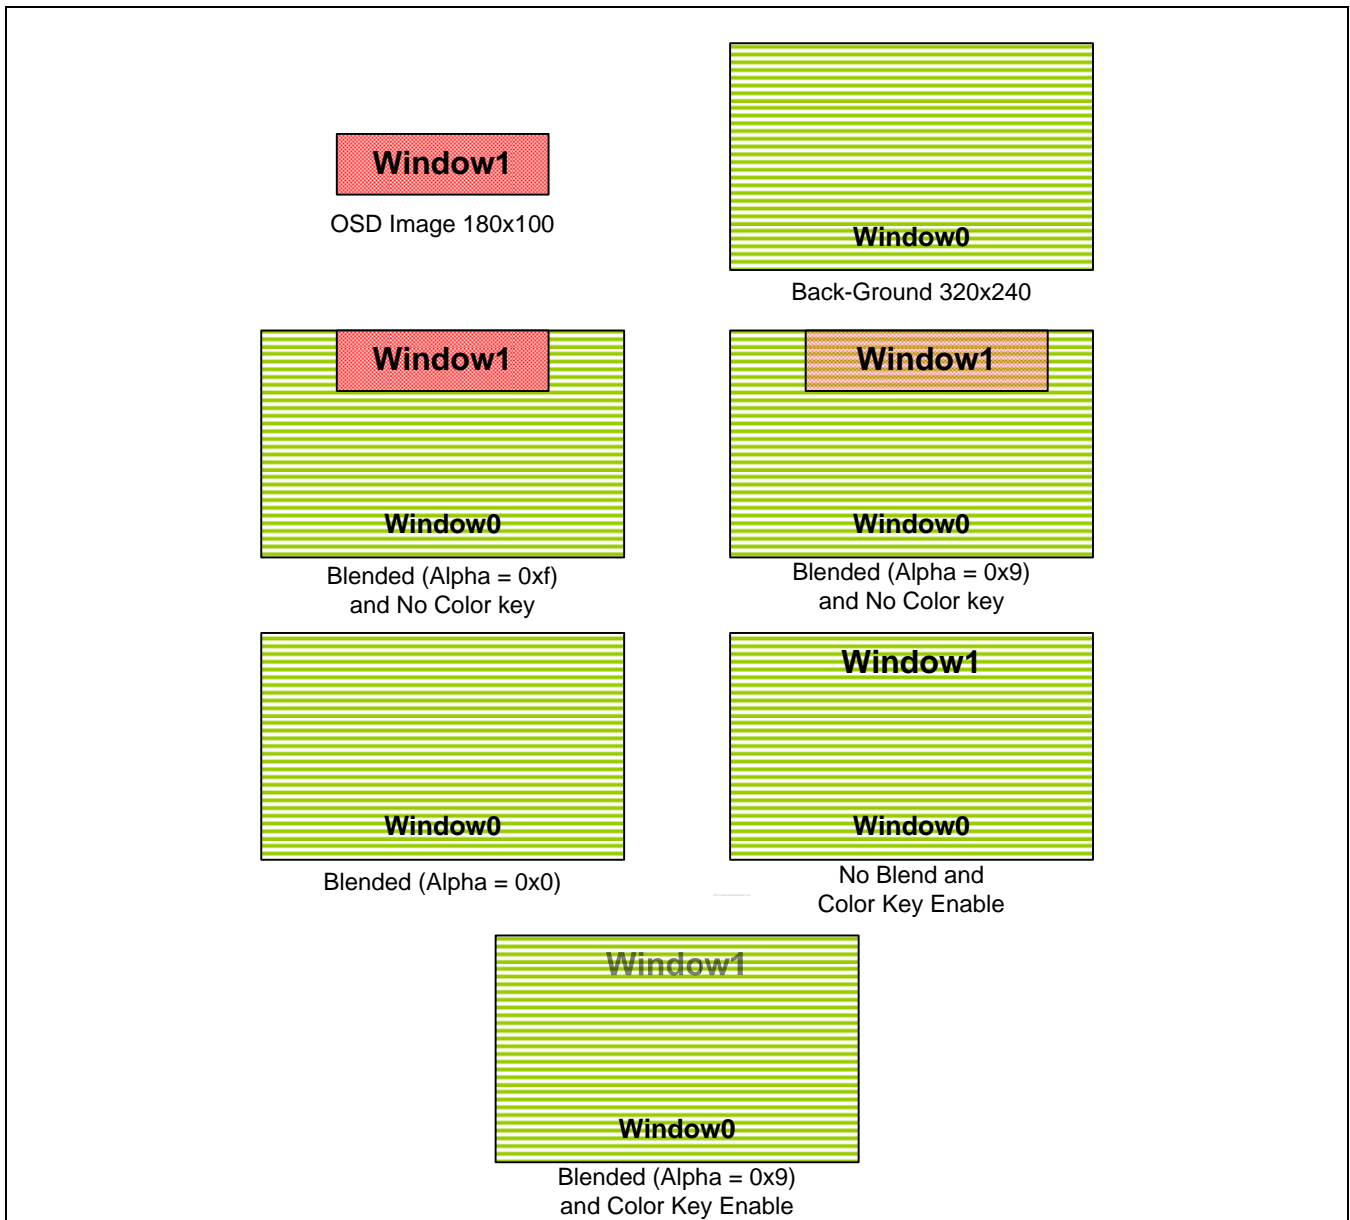 Window1
OSD Image 180x100
Window0
Back-Ground 320x240
Window1
Window0
Blended (Alpha = 0xf)
and No Color key
Window1
Window0
Blended (Alpha = 0x9)
and No Color key
Window0
Blended (Alpha = 0x0)
Window1
Window0
No Blend and
Color Key Enable
Window1
Window0
Blended (Alpha = 0x9)
and Color Key Enable